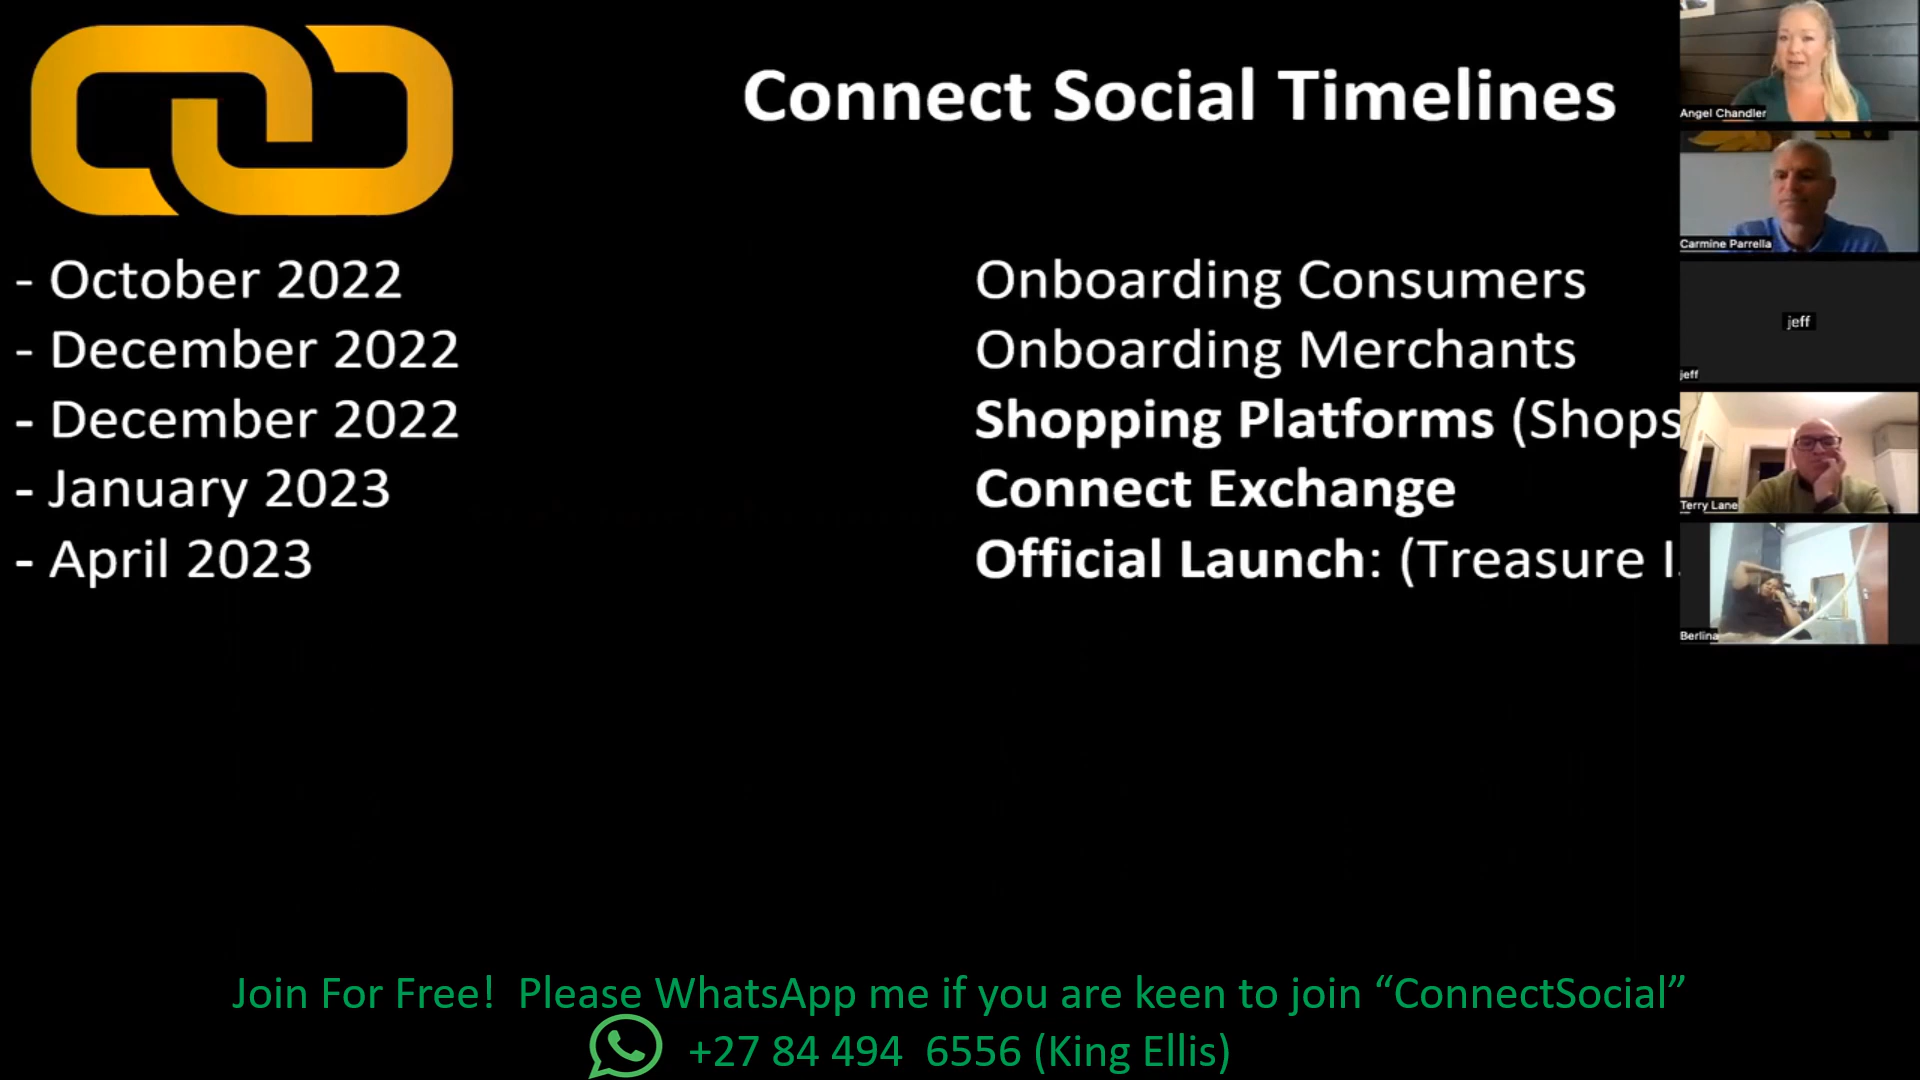 Connect Social Timelines
- October 2022 Onboarding Consumers
- December 2022 Onboarding Merchants
- December 2022 Shopping Platforms (Shops
- January 2023 Connect Exchange
- April 2023 Official Launch: (Treasure I
Angel Chandler
Carmine Parrella
jeff
jeff
Terry Lane
Berlina
Join For Free! Please WhatsApp me if you are keen to join “ConnectSocial”
+27 84 494 6556 (King Ellis)